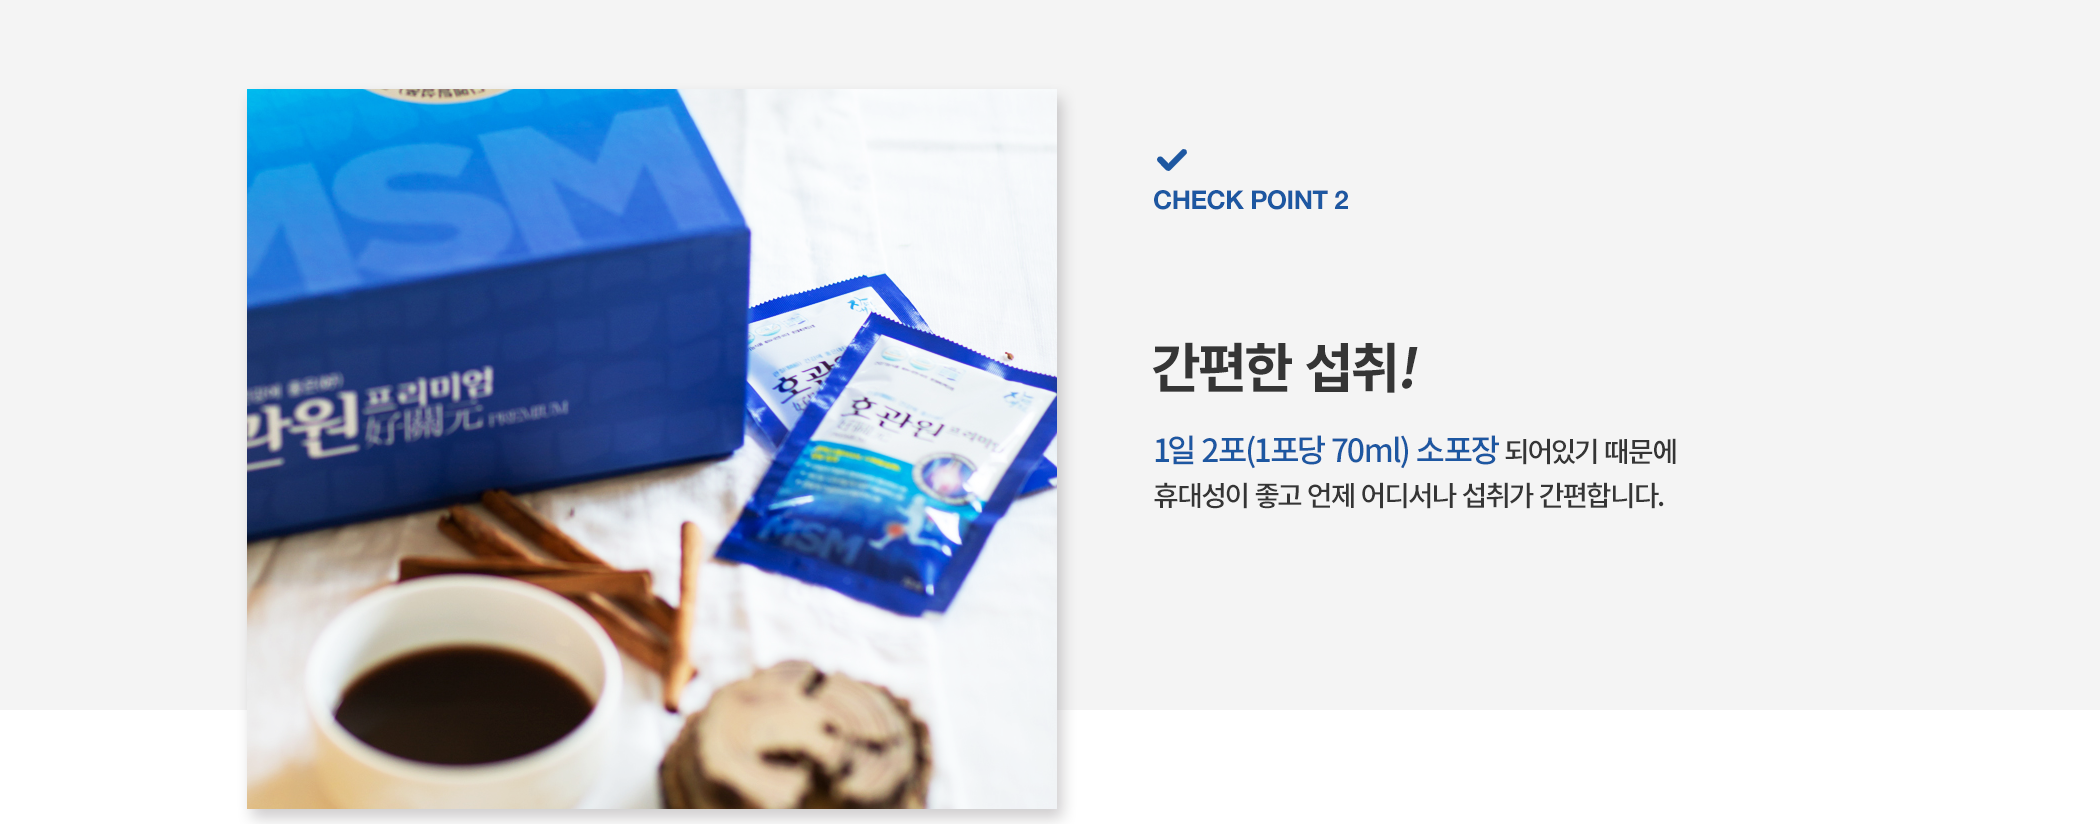 MSM
관원 프리미엄
好關元 PREMIUM
호관
호관원 프리미엄
MSM
CHECK POINT 2
간편한 섭취!
1일 2포(1포당 70ml) 소포장 되어있기 때문에
휴대성이 좋고 언제 어디서나 섭취가 간편합니다.